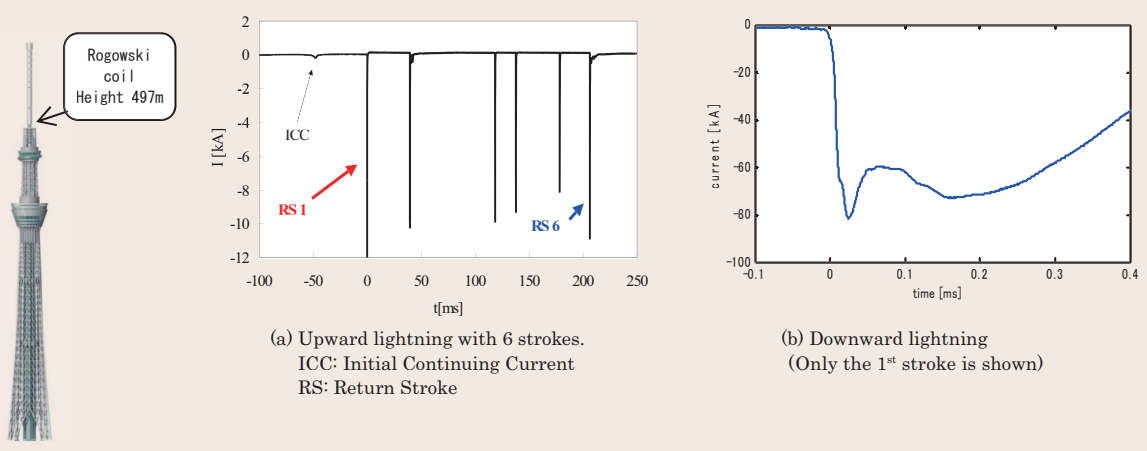 Rogowski
coil
Height 497m
2
0
-2
-4
-6
-8
-10
-12
I [kA]
ICC
RS 1
RS 6
-100
-50
0
50
100
150
200
250
t[ms]
(a) Upward lightning with 6 strokes.
ICC: Initial Continuing Current
RS: Return Stroke
0
-20
-40
-60
-80
-100
current [kA]
-0.1
0
0.1
0.2
0.3
0.4
time [ms]
(b) Downward lightning
(Only the 1st stroke is shown)